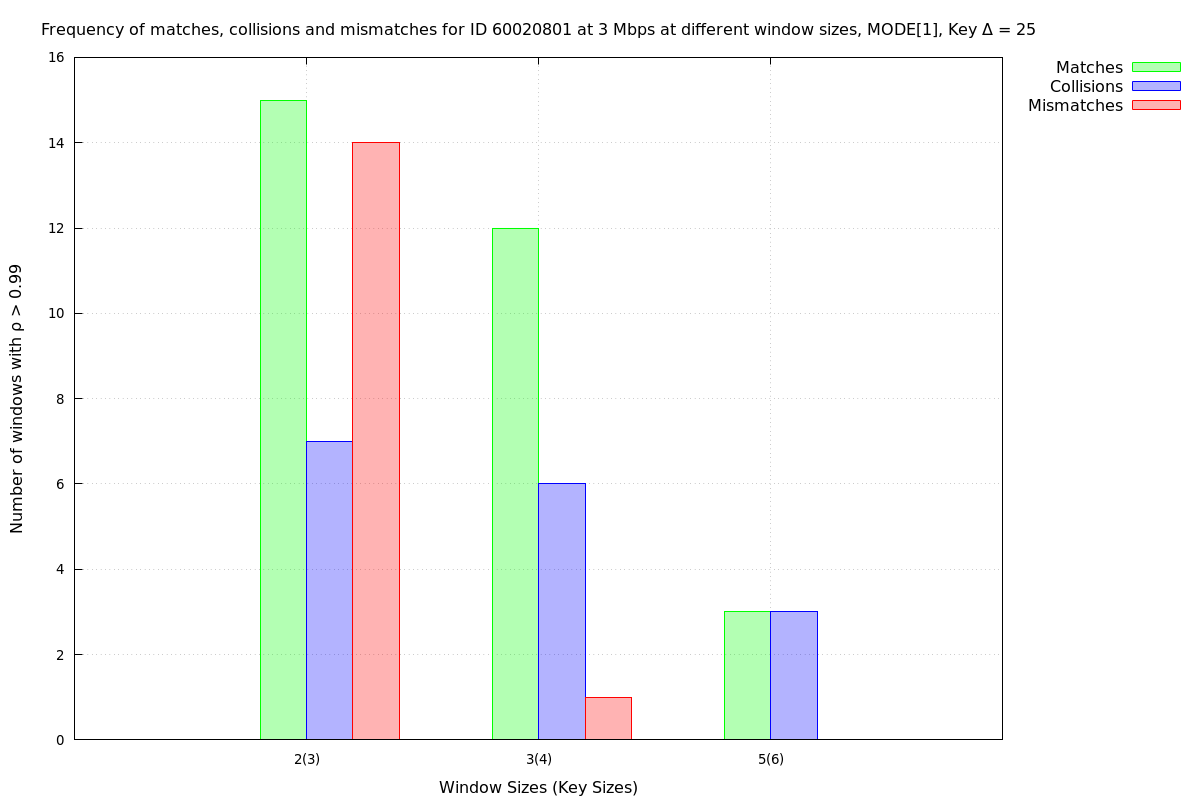 Frequency of matches, collisions and mismatches for ID 60020801 at 3 Mbps at different window sizes, MODE[1], Key Δ = 25
Matches
Collisions
Mismatches
Number of windows with ρ > 0.99
16
14
12
10
8
6
4
2
0
2(3)
3(4)
5(6)
Window Sizes (Key Sizes)